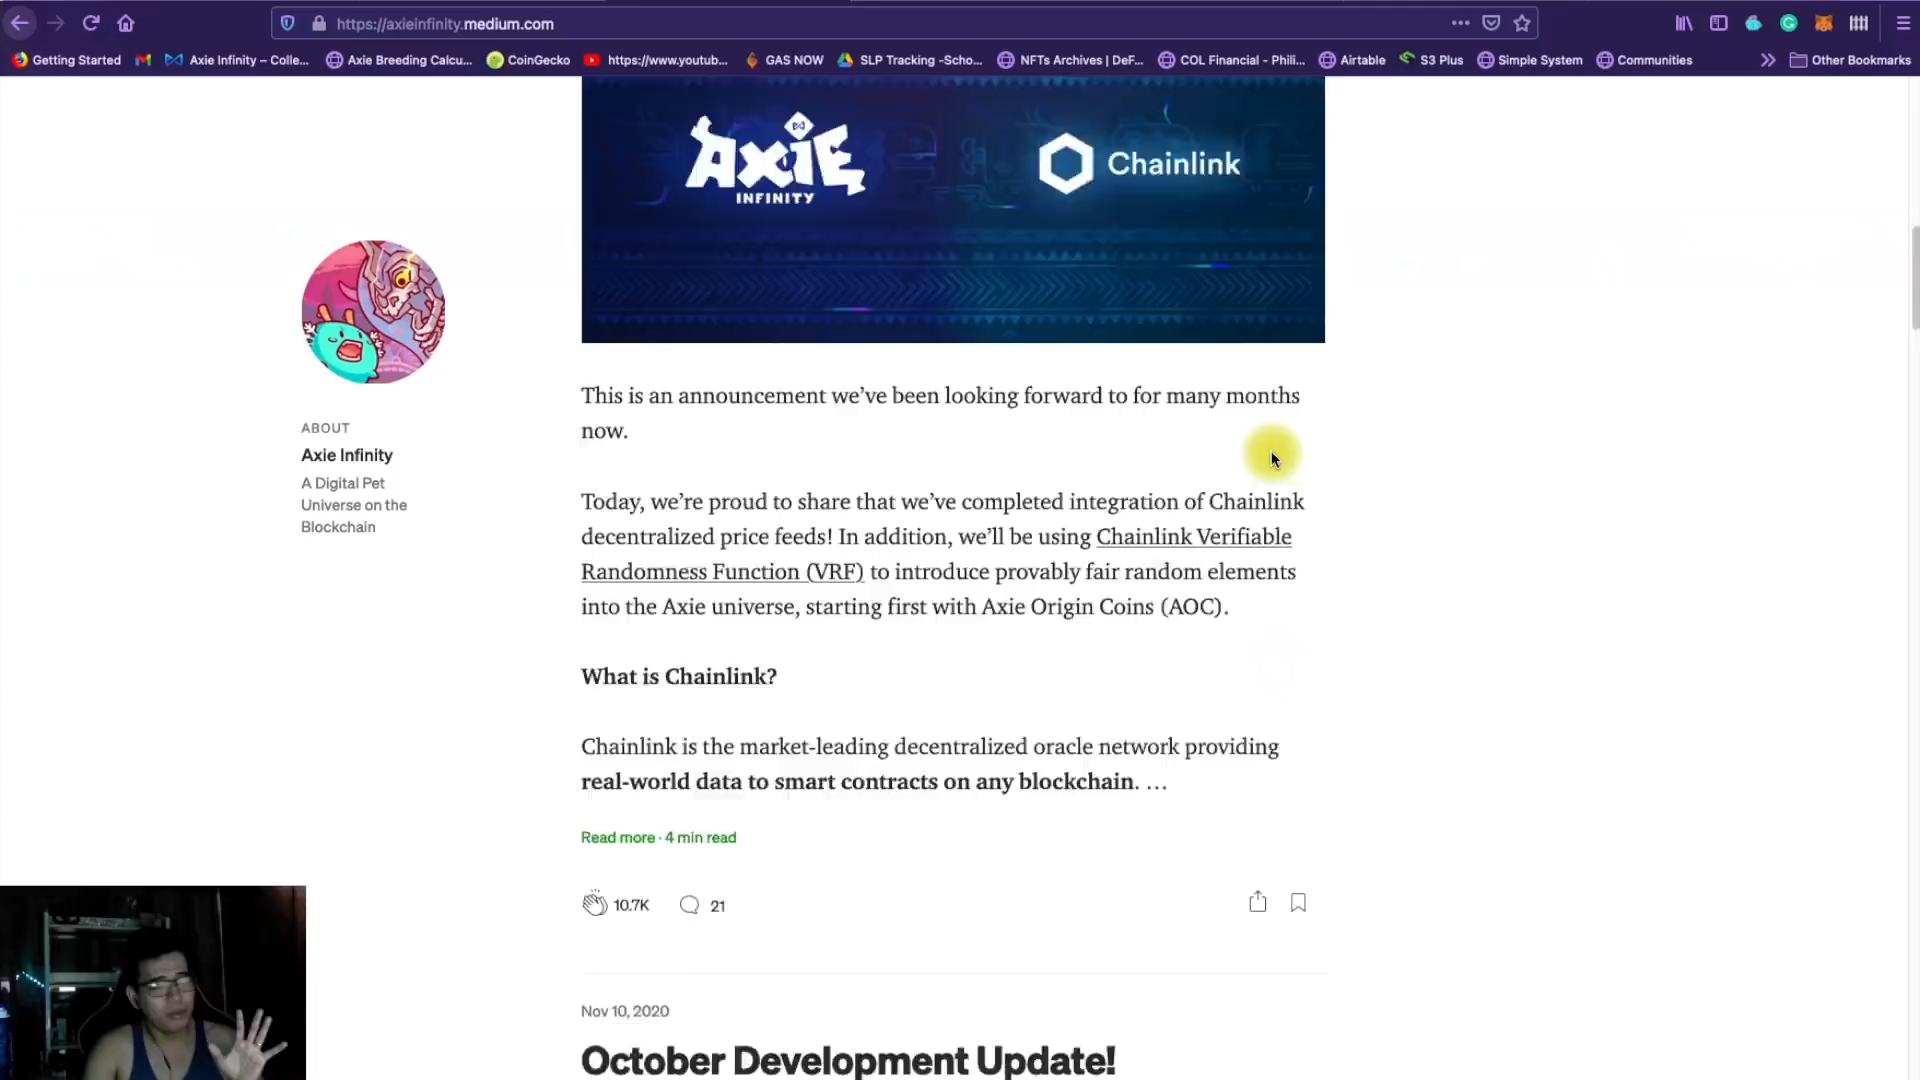 https://axieinfinity.medium.com
Getting Started
Axie Infinity – Colle...
Axie Breeding Calcu...
CoinGecko
https://www.youtub...
GAS NOW
SLP Tracking -Scho...
NFTs Archives | DeF...
COL Financial - Phili...
Airtable
S3 Plus
Simple System
Communities
Other Bookmarks
AXIE
INFINITY
Chainlink
ABOUT
Axie Infinity
A Digital Pet
Universe on the
Blockchain
This is an announcement we’ve been looking forward to for many months
now.
Today, we’re proud to share that we’ve completed integration of Chainlink
decentralized price feeds! In addition, we’ll be using Chainlink Verifiable
Randomness Function (VRF) to introduce provably fair random elements
into the Axie universe, starting first with Axie Origin Coins (AOC).
What is Chainlink?
Chainlink is the market-leading decentralized oracle network providing
real-world data to smart contracts on any blockchain. …
Read more · 4 min read
10.7K
21
Nov 10, 2020
October Development Update!